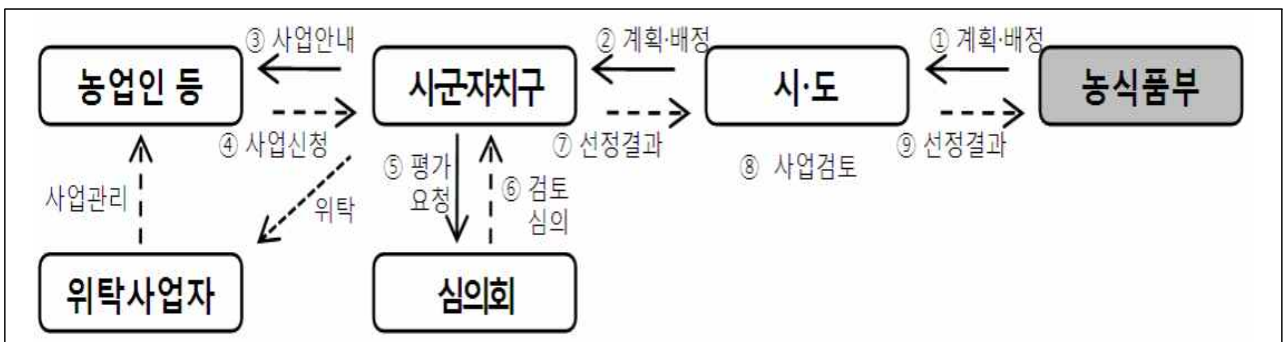 ③ 사업안내
② 계획·배정
① 계획·배정
농업인 등
시·군·자치구
시·도
농식품부
④ 사업신청
⑦ 선정결과
⑨ 선정결과
⑤ 평가
요청
⑥ 검토
심의
⑧ 사업검토
사업관리
위탁
위탁사업자
심의회